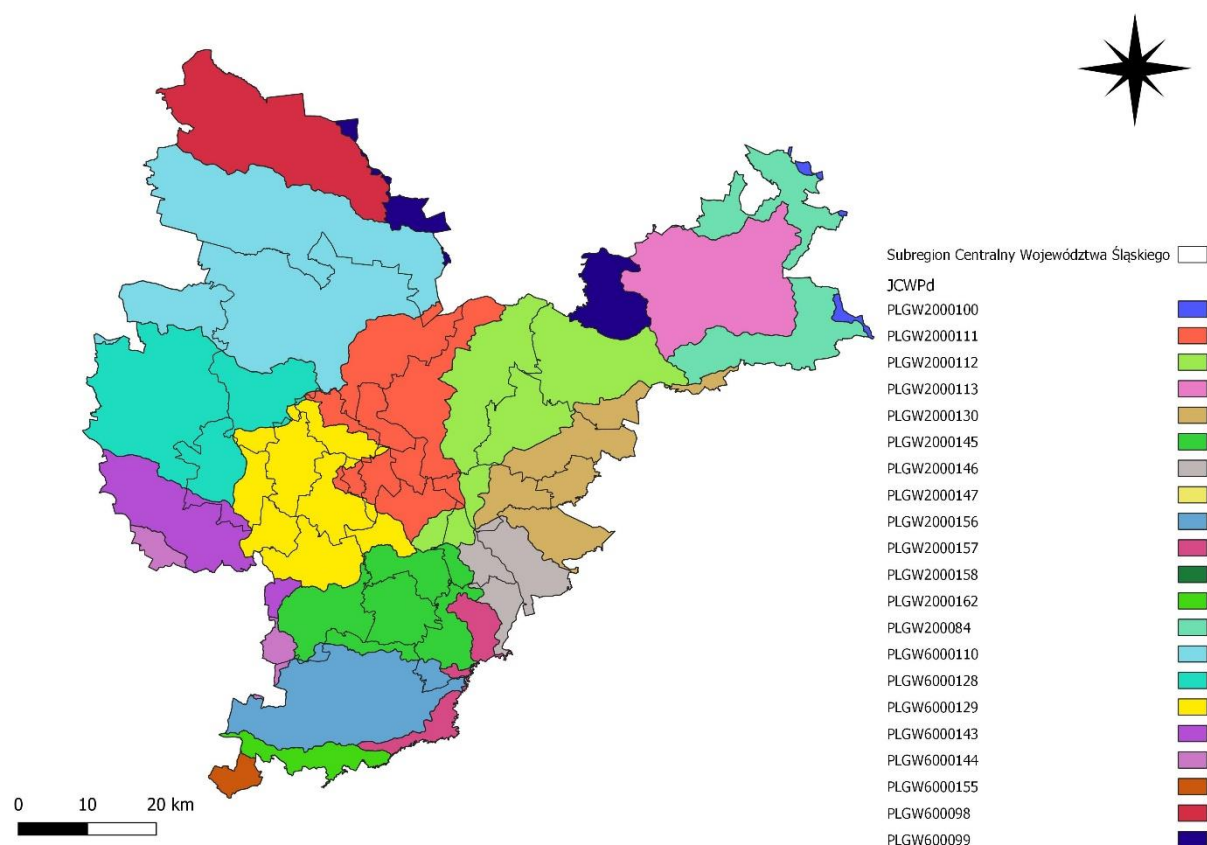 Subregion Centralny Województwa Śląskiego
JCWPd
PLGW2000100
PLGW2000111
PLGW2000112
PLGW2000113
PLGW2000130
PLGW2000145
PLGW2000146
PLGW2000147
PLGW2000156
PLGW2000157
PLGW2000158
PLGW2000162
PLGW200084
PLGW6000110
PLGW6000128
PLGW6000129
PLGW6000143
PLGW6000144
PLGW6000155
PLGW600098
PLGW600099
0 10 20 km